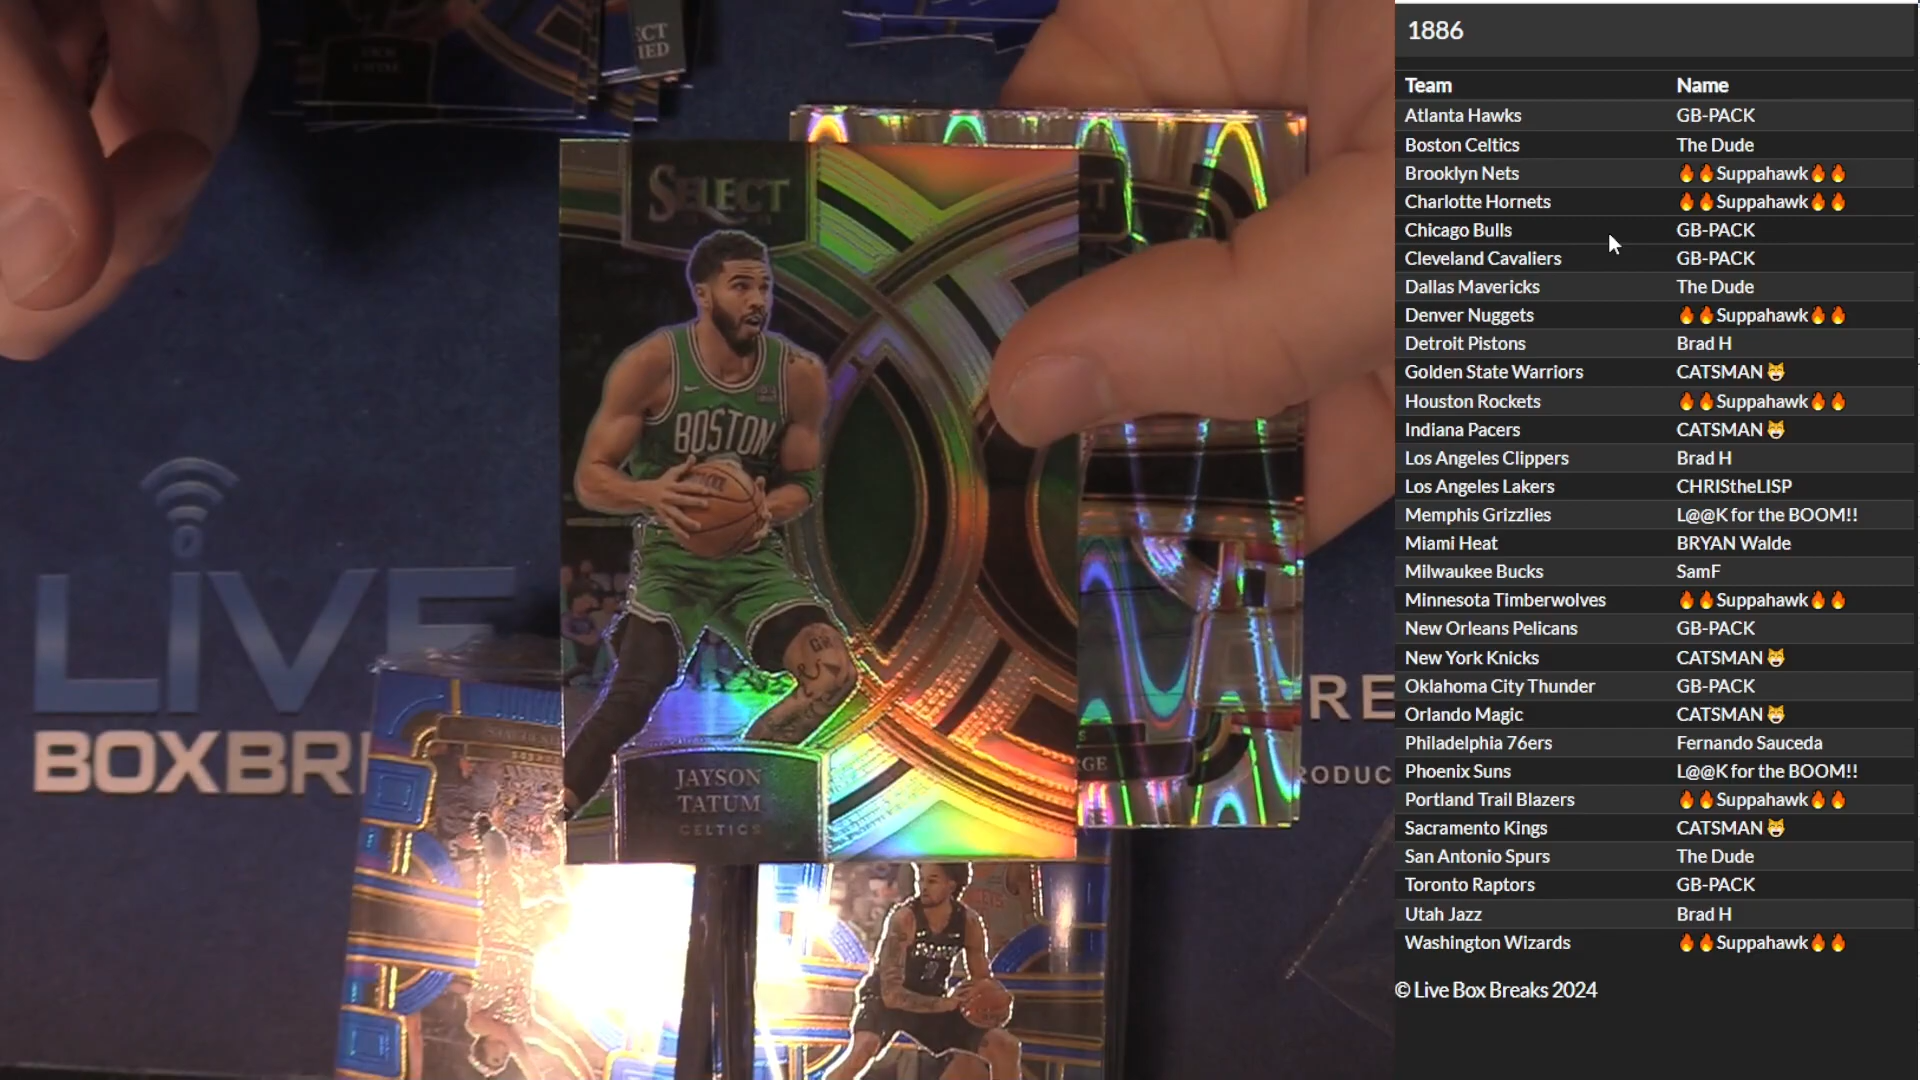 ECT
IED
SELECT
BOSTON
JAYSON
TATUM
CELTICS
RGE
LIVE
BOXBR
RE
RODUC
1886
Team Name
Atlanta Hawks GB-PACK
Boston Celtics The Dude
Brooklyn Nets 🔥🔥Suppahawk🔥🔥
Charlotte Hornets 🔥🔥Suppahawk🔥🔥
Chicago Bulls GB-PACK
Cleveland Cavaliers GB-PACK
Dallas Mavericks The Dude
Denver Nuggets 🔥🔥Suppahawk🔥🔥
Detroit Pistons Brad H
Golden State Warriors CATSMAN 😸
Houston Rockets 🔥🔥Suppahawk🔥🔥
Indiana Pacers CATSMAN 😸
Los Angeles Clippers Brad H
Los Angeles Lakers CHRIStheLISP
Memphis Grizzlies L@@K for the BOOM!!
Miami Heat BRYAN Walde
Milwaukee Bucks SamF
Minnesota Timberwolves 🔥🔥Suppahawk🔥🔥
New Orleans Pelicans GB-PACK
New York Knicks CATSMAN 😸
Oklahoma City Thunder GB-PACK
Orlando Magic CATSMAN 😸
Philadelphia 76ers Fernando Sauceda
Phoenix Suns L@@K for the BOOM!!
Portland Trail Blazers 🔥🔥Suppahawk🔥🔥
Sacramento Kings CATSMAN 😸
San Antonio Spurs The Dude
Toronto Raptors GB-PACK
Utah Jazz Brad H
Washington Wizards 🔥🔥Suppahawk🔥🔥
© Live Box Breaks 2024